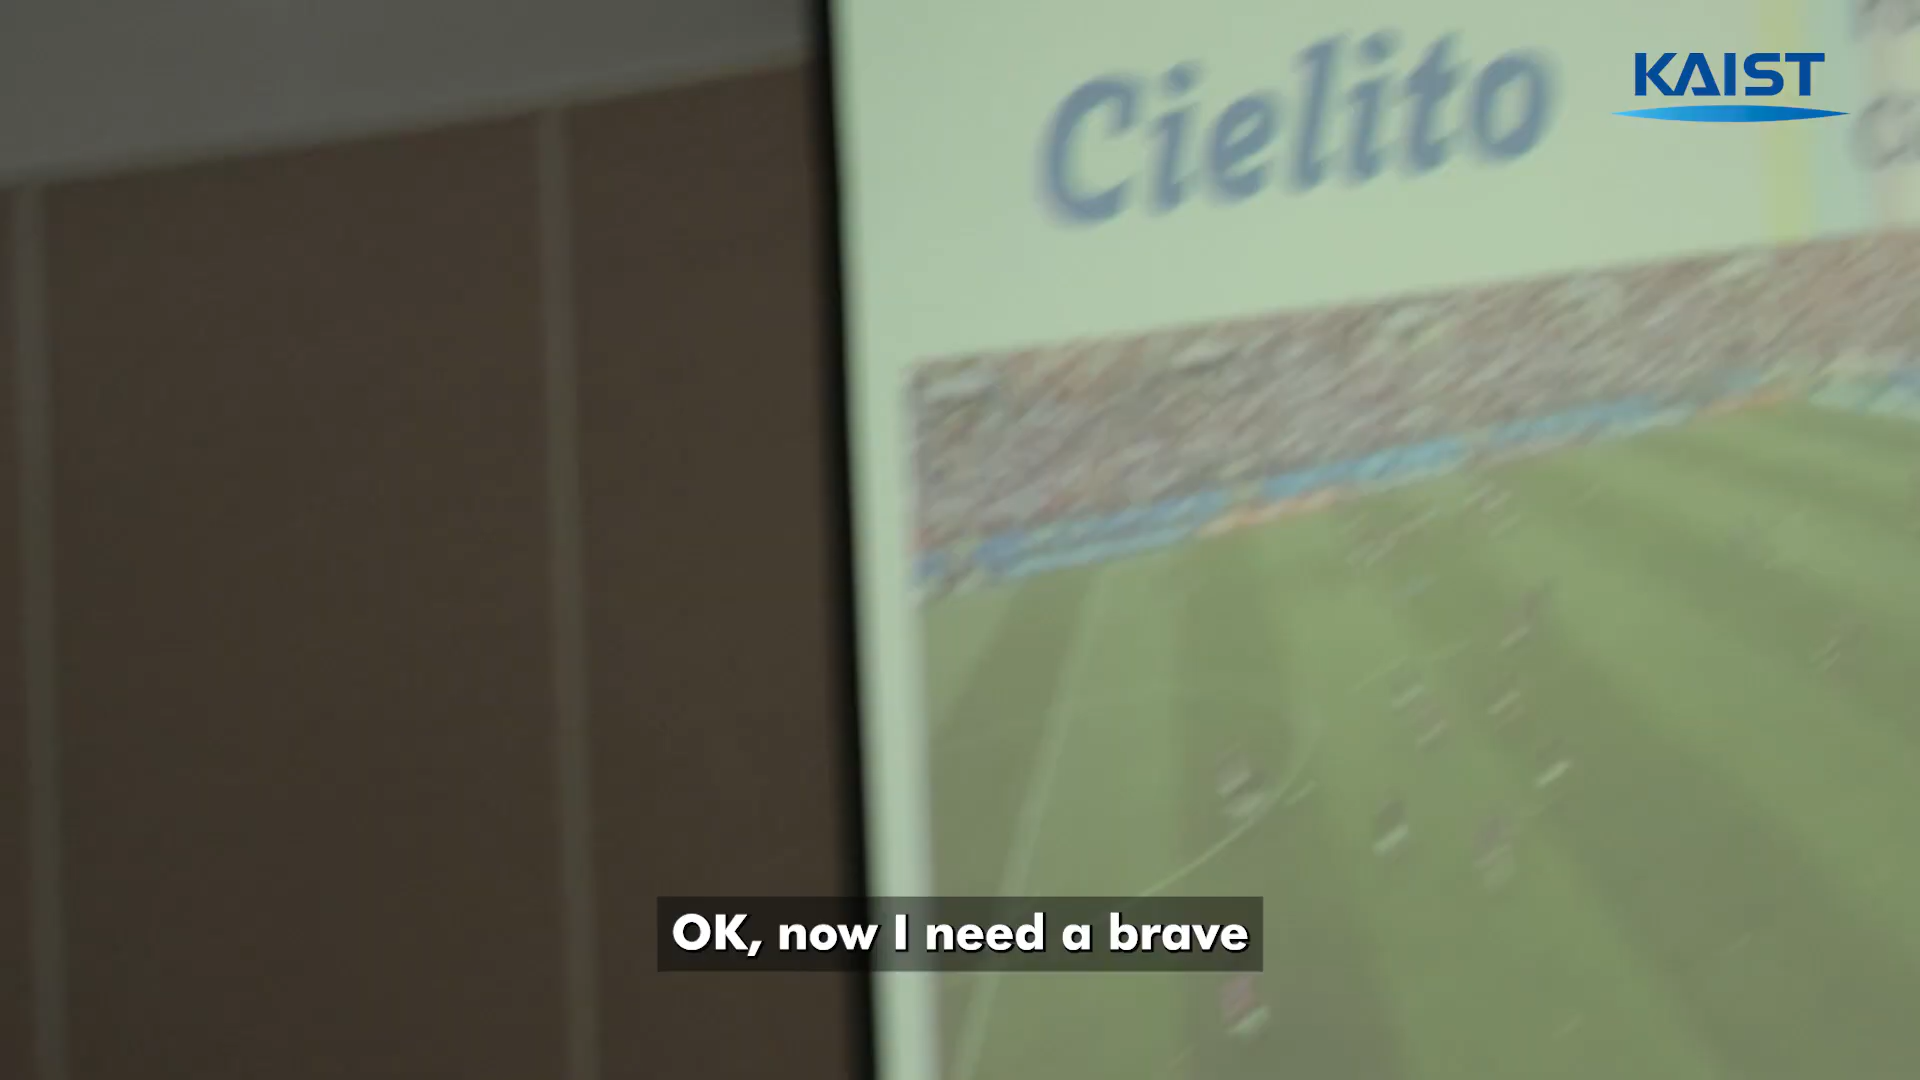 Cielito
KAIST
OK, now I need a brave